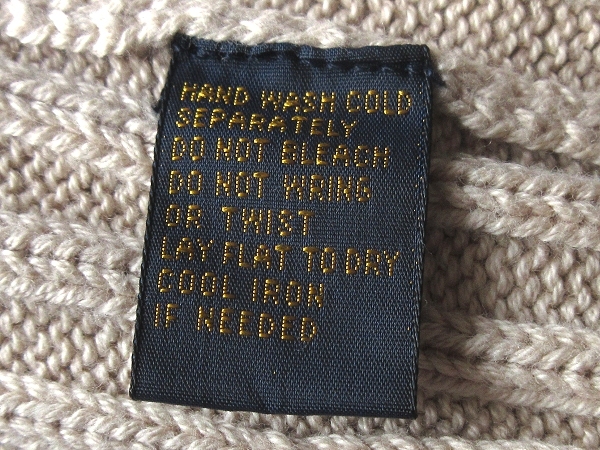 HAND WASH COLD
SEPARATELY
DO NOT BLEACH
DO NOT WRING
OR TWIST
LAY FLAT TO DRY
COOL IRON
IF NEEDED